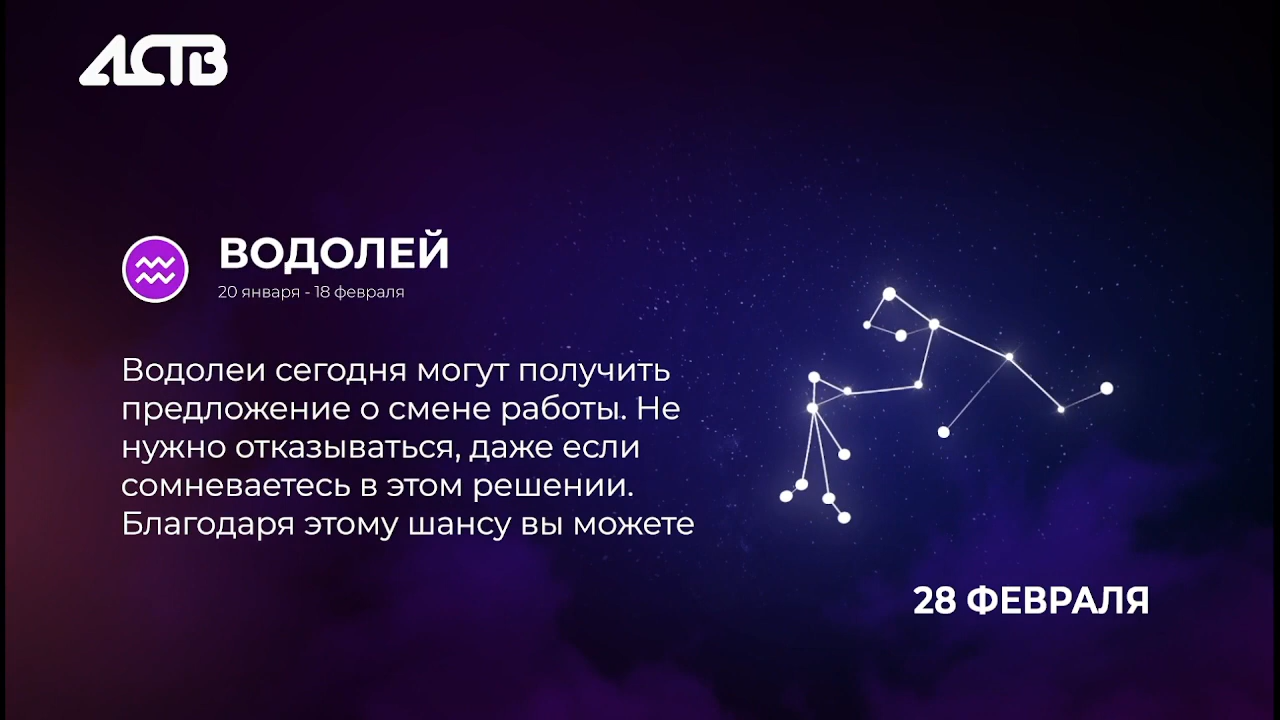 АСТВ
ВОДОЛЕЙ
20 января - 18 февраля
Водолеи сегодня могут получить
предложение о смене работы. Не
нужно отказываться, даже если
сомневаетесь в этом решении.
Благодаря этому шансу вы можете
28 ФЕВРАЛЯ